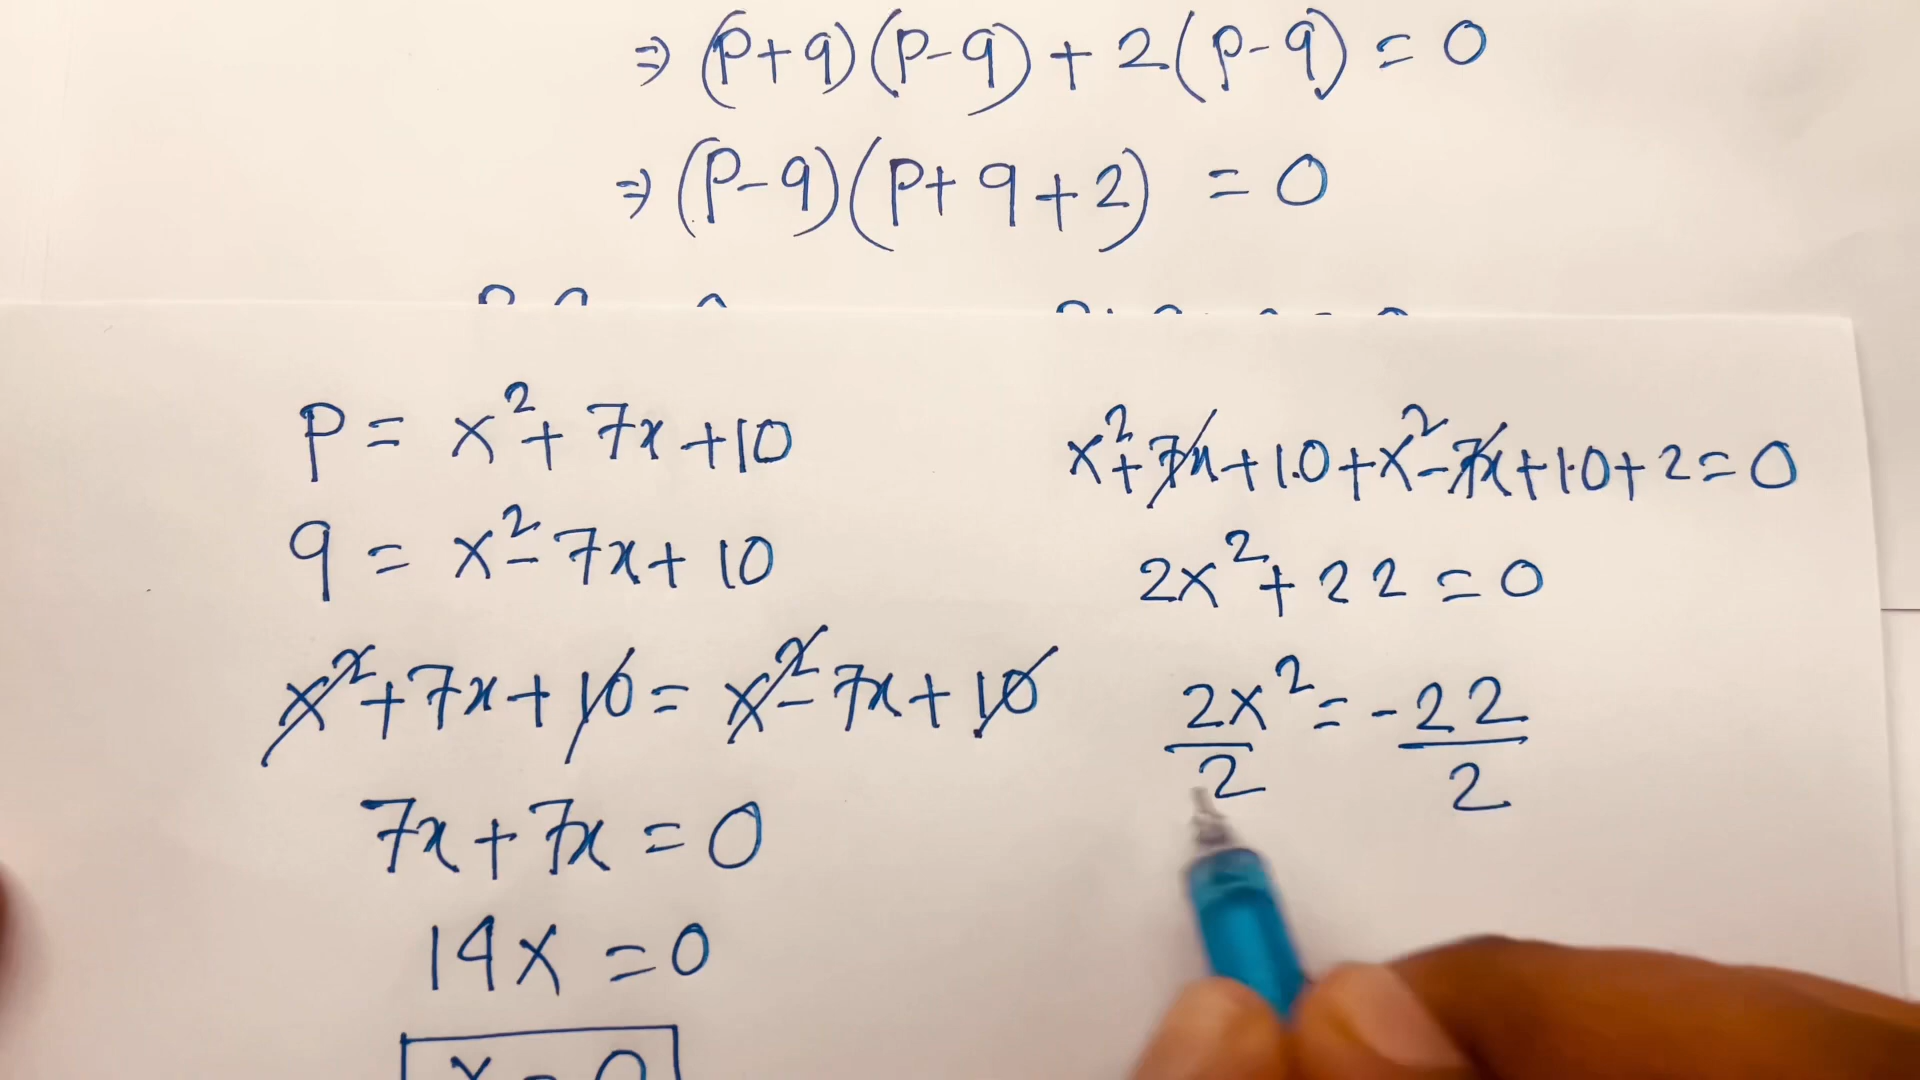 ⇒ (p+q)(p-q) + 2(p-q) = 0
⇒ (p-q)(p+q+2) = 0
p = x² + 7x + 10
q = x² - 7x + 10
x² + 7x + 10 = x² - 7x + 10
7x + 7x = 0
14x = 0
x = 0
x² + 7x + 10 + x² - 7x + 10 + 2 = 0
2x² + 22 = 0
2x²/2 = -22/2